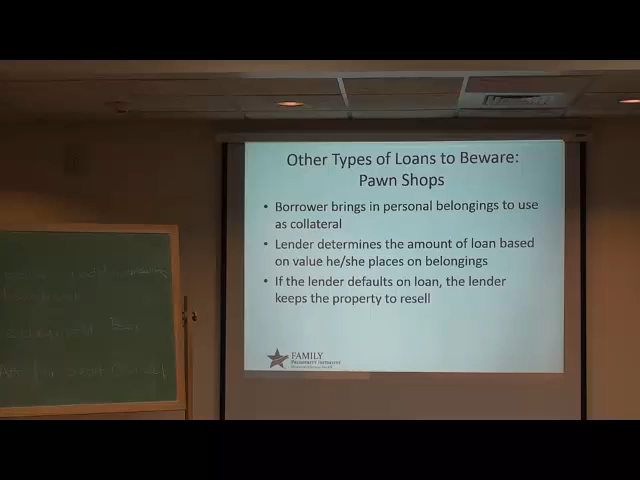 Other Types of Loans to Beware:
Pawn Shops
• Borrower brings in personal belongings to use
as collateral
• Lender determines the amount of loan based
on value he/she places on belongings
• If the lender defaults on loan, the lender
keeps the property to resell
FAMILY
PROSPERITY INITIATIVE